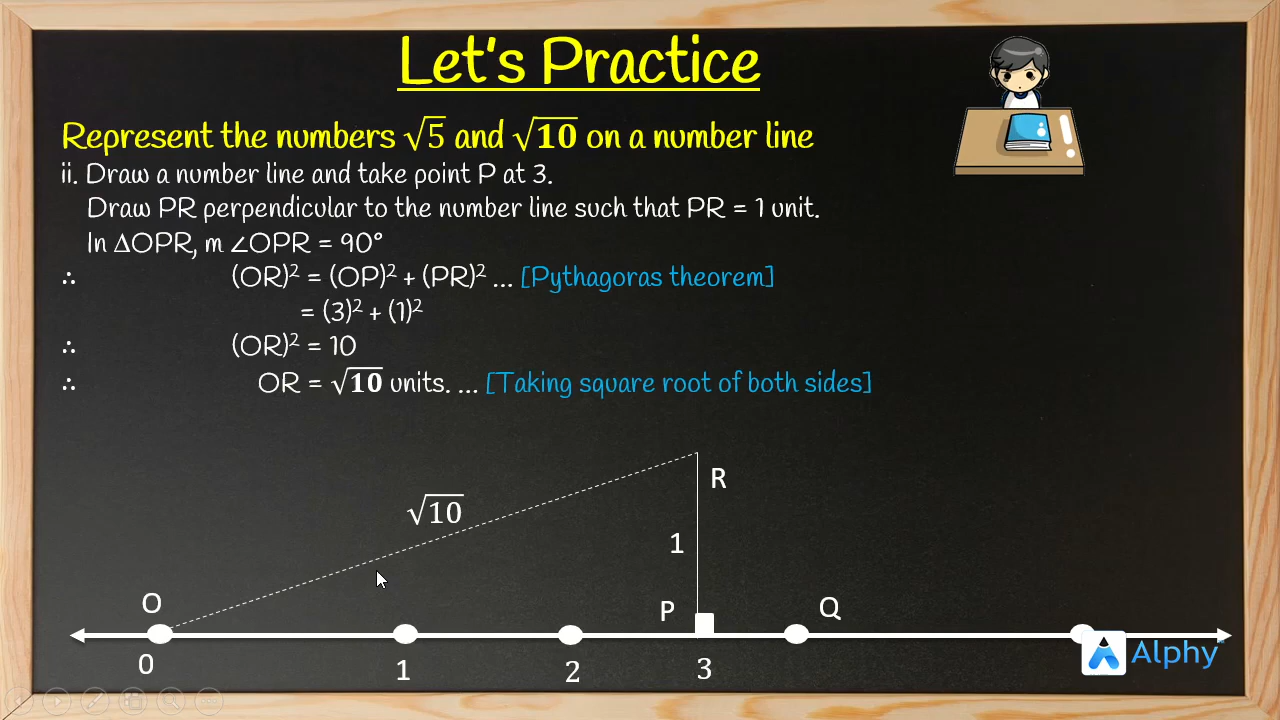 Let's Practice
Represent the numbers √5 and √10 on a number line
ii. Draw a number line and take point P at 3.
Draw PR perpendicular to the number line such that PR = 1 unit.
In ∆OPR, m ∠OPR = 90°
∴ (OR)² = (OP)² + (PR)² ... [Pythagoras theorem]
= (3)² + (1)²
∴ (OR)² = 10
∴ OR = √10 units. ... [Taking square root of both sides]
R
√10
1
O P Q
0 1 2 3
Alphy